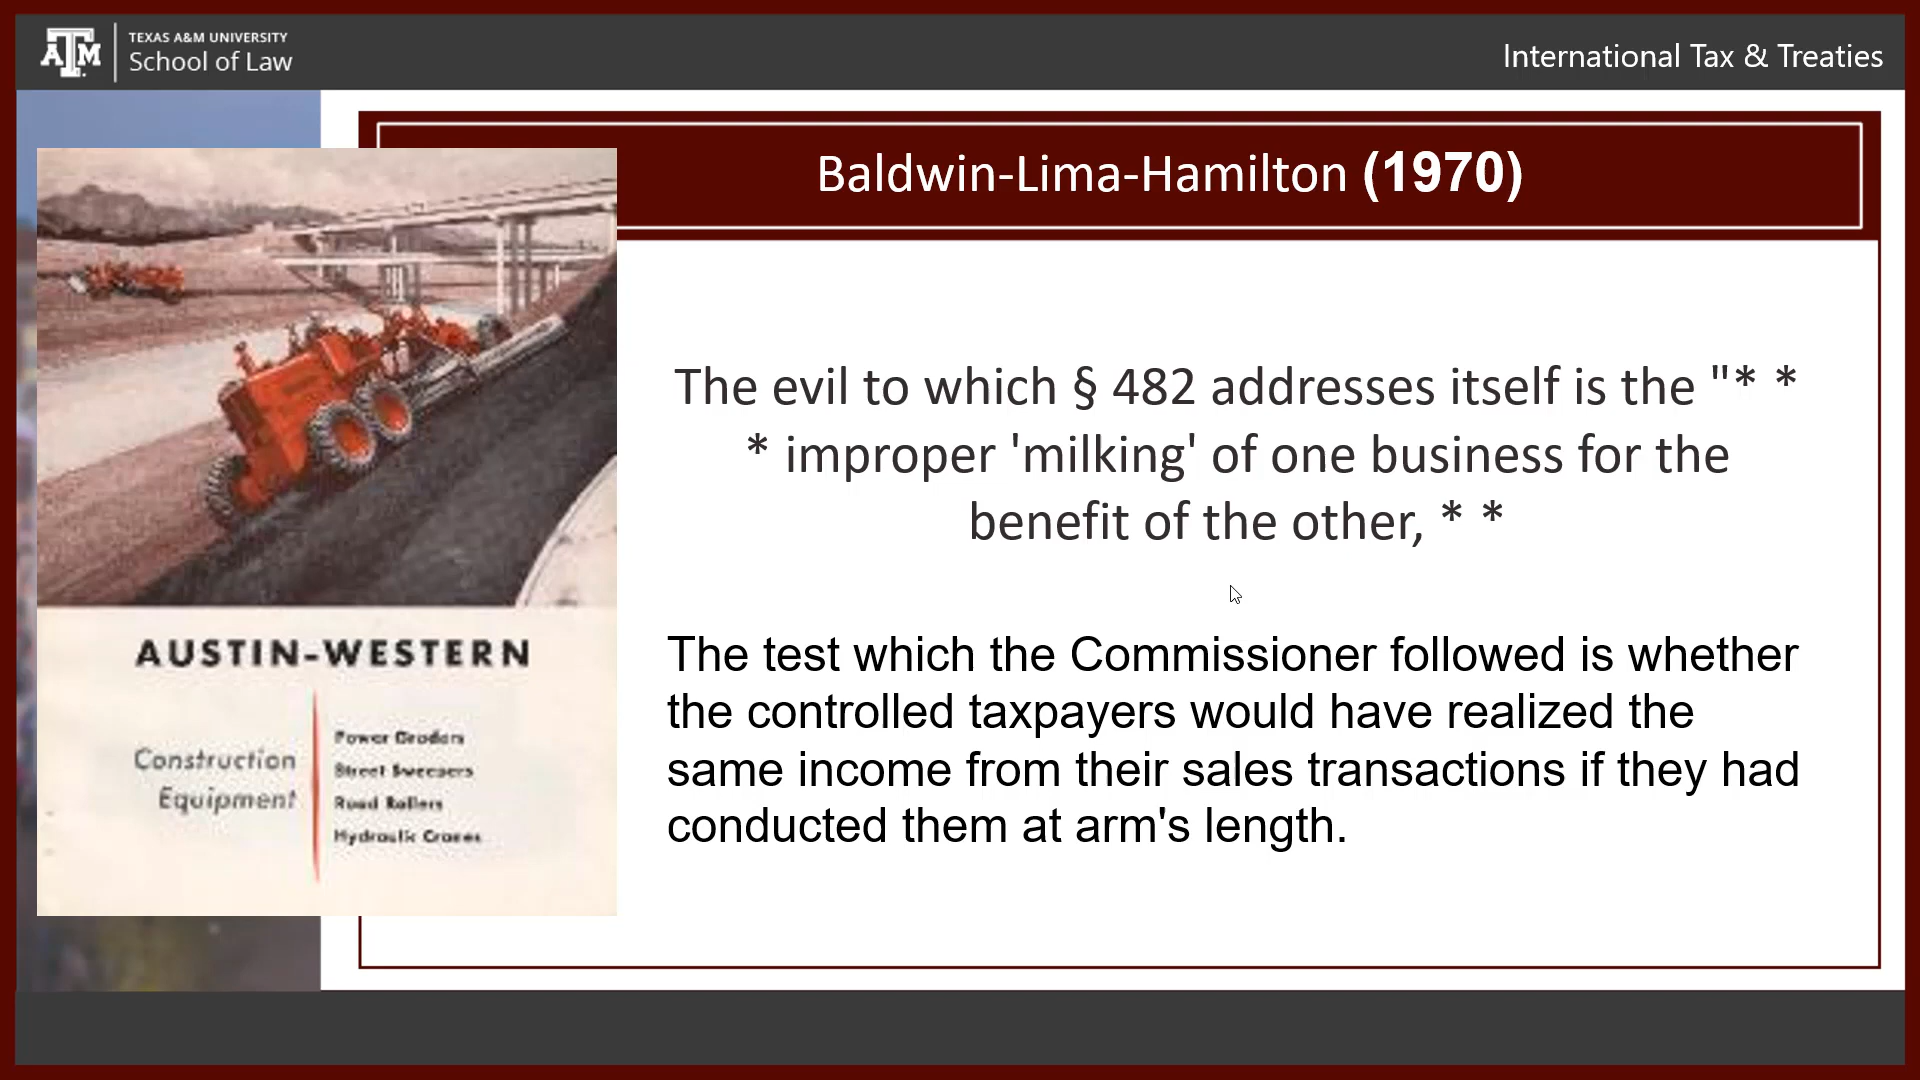 TEXAS A&M UNIVERSITY
School of Law
International Tax & Treaties
Baldwin-Lima-Hamilton (1970)
The evil to which § 482 addresses itself is the "* *
* improper 'milking' of one business for the
benefit of the other, * *
The test which the Commissioner followed is whether
the controlled taxpayers would have realized the
same income from their sales transactions if they had
conducted them at arm's length.
AUSTIN-WESTERN
Construction
Equipment
Power Graders
Street Sweepers
Road Rollers
Hydraulic Cranes